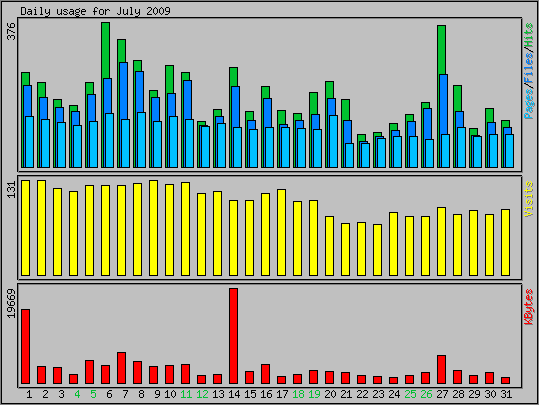 Daily usage for July 2009
376
Pages/Files/Hits
131
Visits
19669
KBytes
1 2 3 4 5 6 7 8 9 10 11 12 13 14 15 16 17 18 19 20 21 22 23 24 25 26 27 28 29 30 31